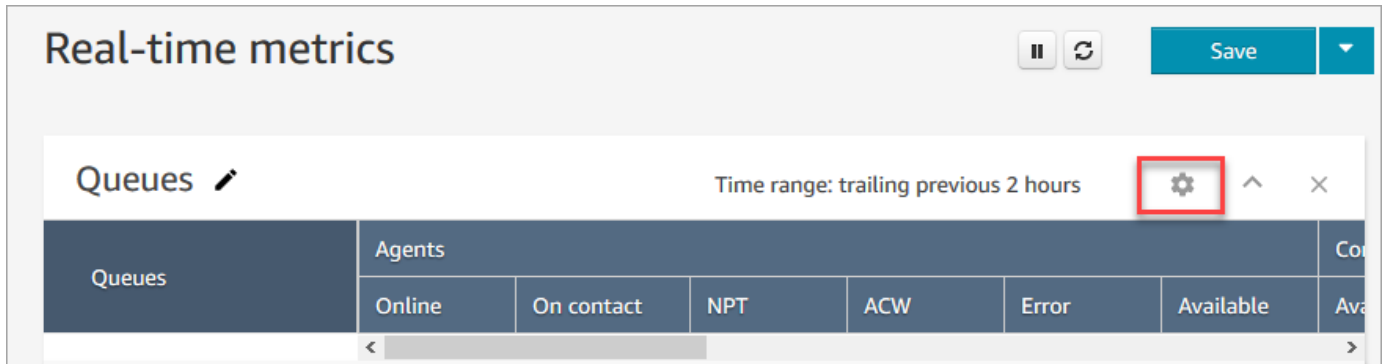 Real-time metrics
Save
Queues
Time range: trailing previous 2 hours
Queues
Agents
Online On contact NPT ACW Error Available